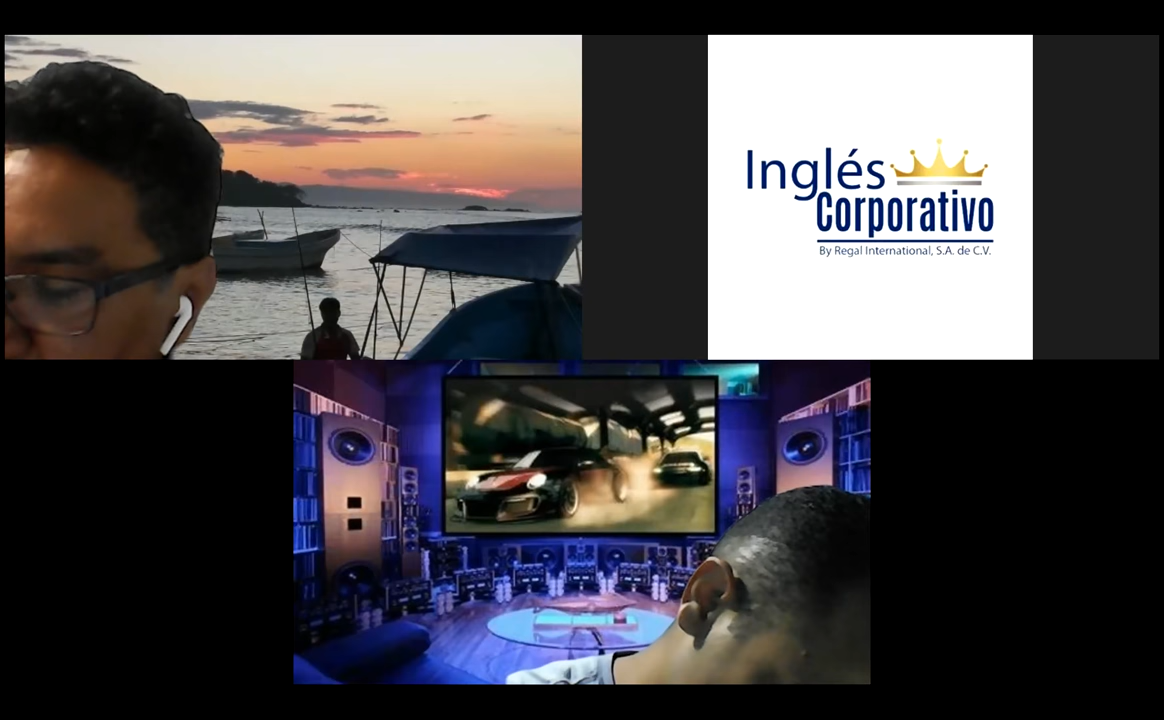 Inglés
Corporativo
By Regal International, S.A. de C.V.